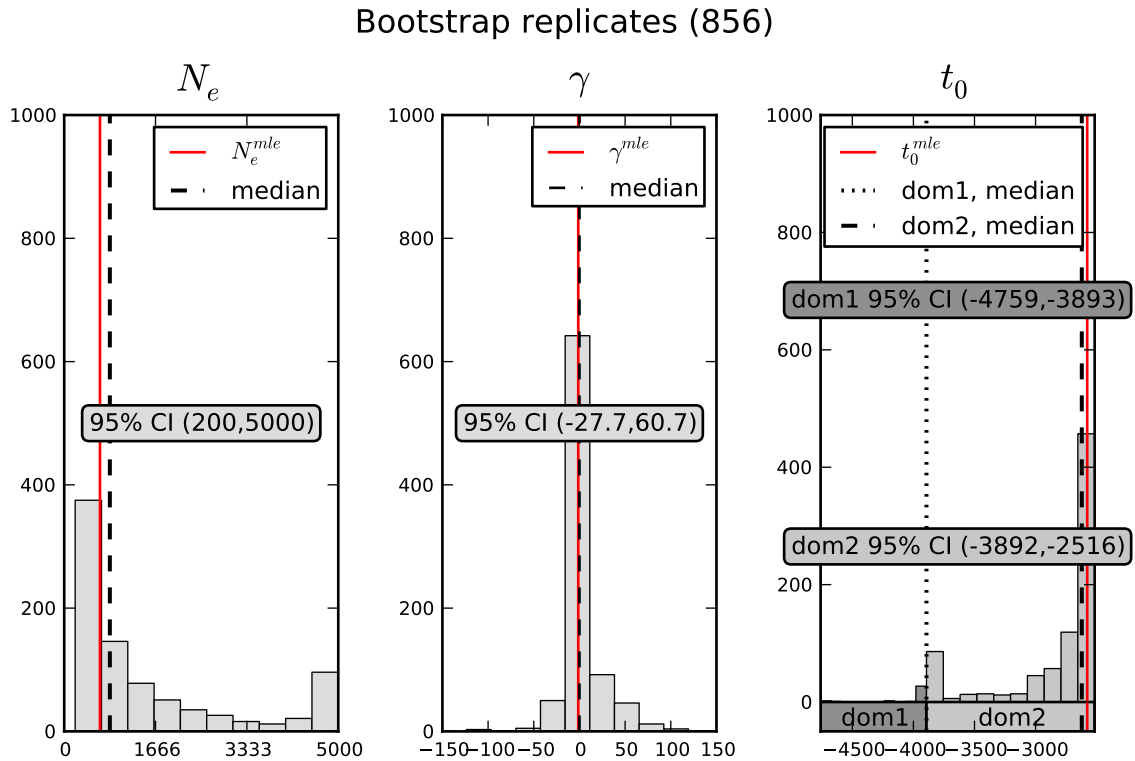 Bootstrap replicates (856)
N_e
1000
800
600
400
200
0
0
1666
3333
5000
N_e^{mle}
median
95% CI (200,5000)
γ
1000
800
600
400
200
0
−150
−100
−50
0
50
100
150
γ^{mle}
median
95% CI (-27.7,60.7)
t_0
1000
800
600
400
200
0
−4500
−4000
−3500
−3000
t_0^{mle}
dom1, median
dom2, median
dom1 95% CI (-4759,-3893)
dom2 95% CI (-3892,-2516)
dom1
dom2